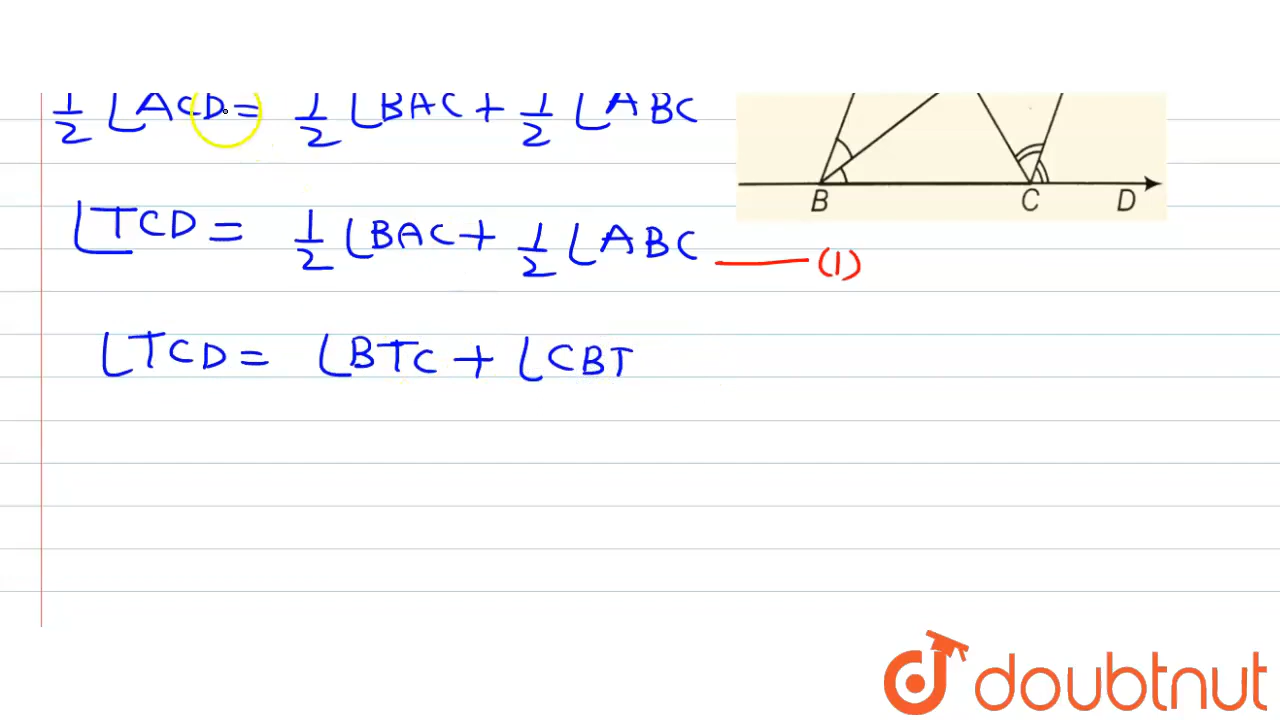 1/2 ∠ACD = 1/2 ∠BAC + 1/2 ∠ABC
∠TCD = 1/2 ∠BAC + 1/2 ∠ABC —— (1)
∠TCD = ∠BTC + ∠CBT
B C D
doubtnut